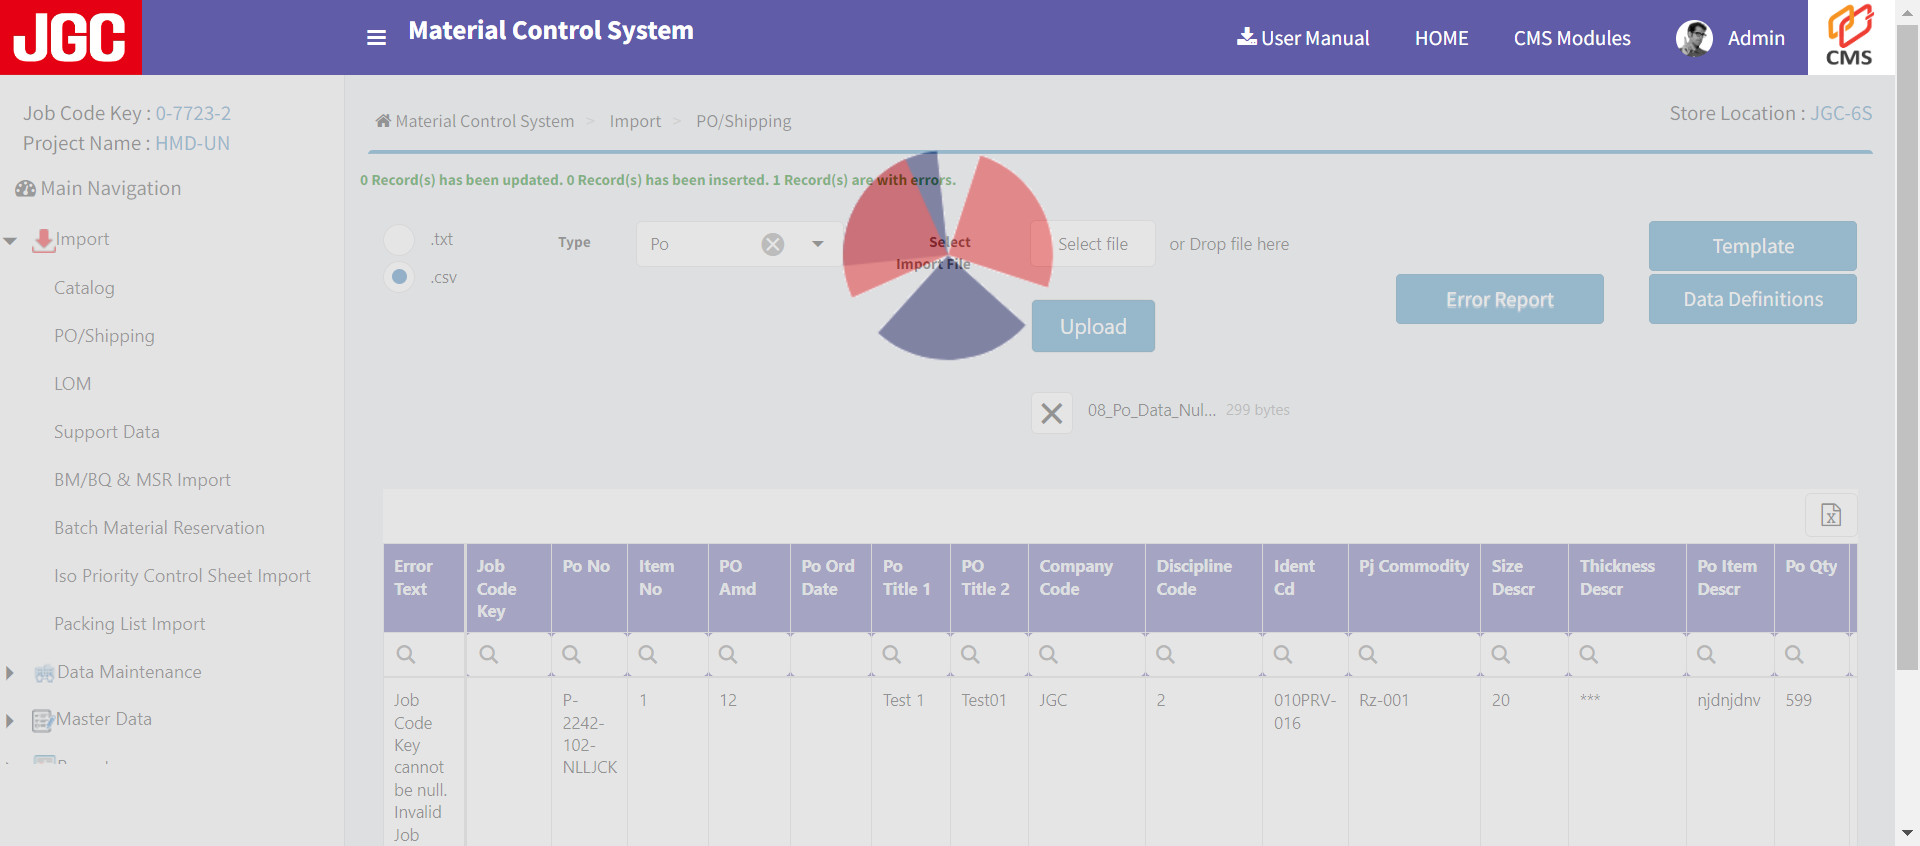 JGC
Material Control System
User Manual
HOME
CMS Modules
Admin
CMS
Job Code Key : 0-7723-2
Project Name : HMD-UN
Main Navigation
Import
Catalog
PO/Shipping
LOM
Support Data
BM/BQ & MSR Import
Batch Material Reservation
Iso Priority Control Sheet Import
Packing List Import
Data Maintenance
Master Data
Material Control System > Import > PO/Shipping
Store Location : JGC-6S
0 Record(s) has been updated. 0 Record(s) has been inserted. 1 Record(s) are with errors.
.txt
.csv
Type
Po
Select
Import File
Select file
or Drop file here
Upload
Template
Error Report
Data Definitions
08_Po_Data_Nul...
299 bytes
Error
Text
Job
Code
Key
Po No
Item
No
PO
Amd
Po Ord
Date
Po
Title 1
PO
Title 2
Company
Code
Discipline
Code
Ident
Cd
Pj Commodity
Size
Descr
Thickness
Descr
Po Item
Descr
Po Qty
Job
Code
Key
cannot
be null.
Invalid
Job
P-
2242-
102-
NLLJCK
1
12
Test 1
Test01
JGC
2
010PRV-
016
Rz-001
20
***
njdnjdnv
599